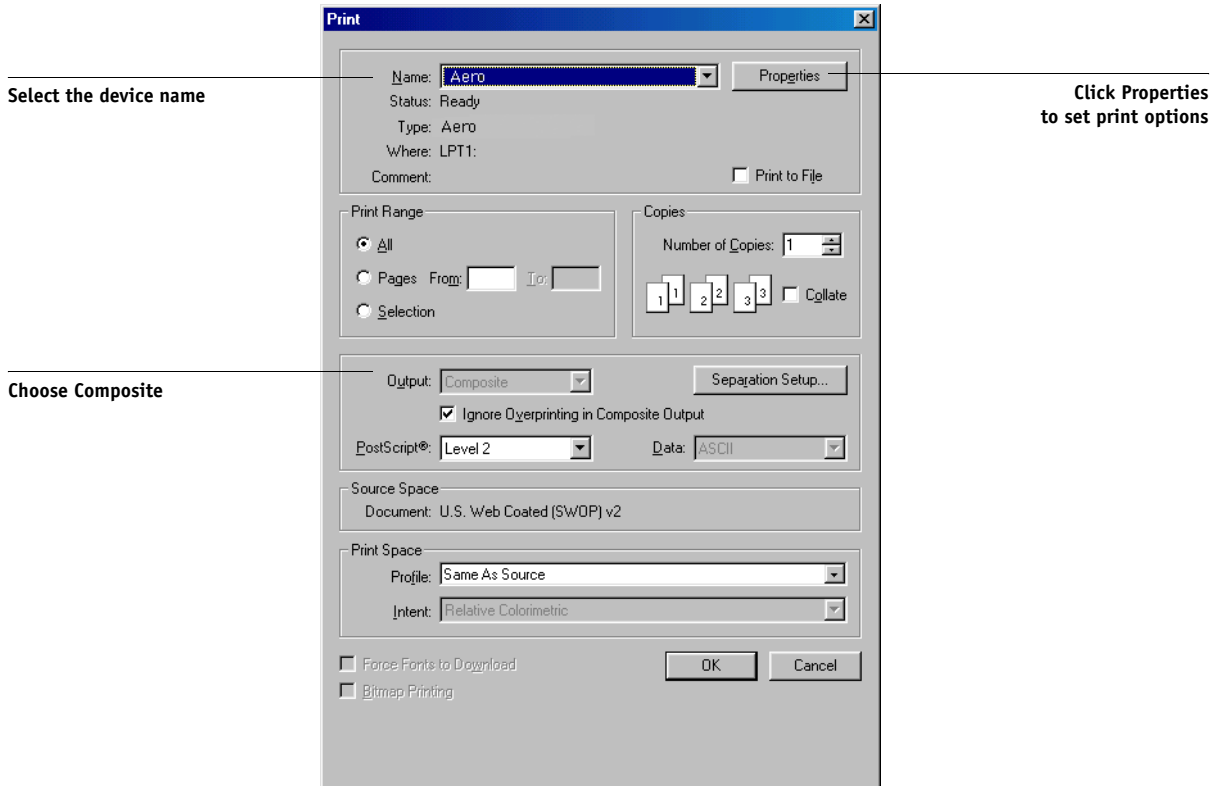 Print
Select the device name
Name: Aero
Properties
Click Properties
to set print options
Status: Ready
Type: Aero
Where: LPT1:
Comment:
Print to File
Print Range
All
Pages From: To:
Selection
Copies
Number of Copies: 1
1 1 2 2 3 3
Collate
Choose Composite
Output: Composite
Separation Setup...
Ignore Overprinting in Composite Output
PostScript®: Level 2
Data: ASCII
Source Space
Document: U.S. Web Coated (SWOP) v2
Print Space
Profile: Same As Source
Intent: Relative Colorimetric
Force Fonts to Download
Bitmap Printing
OK
Cancel